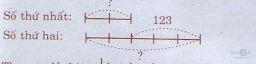 ?
Số thứ nhất:
123
Số thứ hai:
?